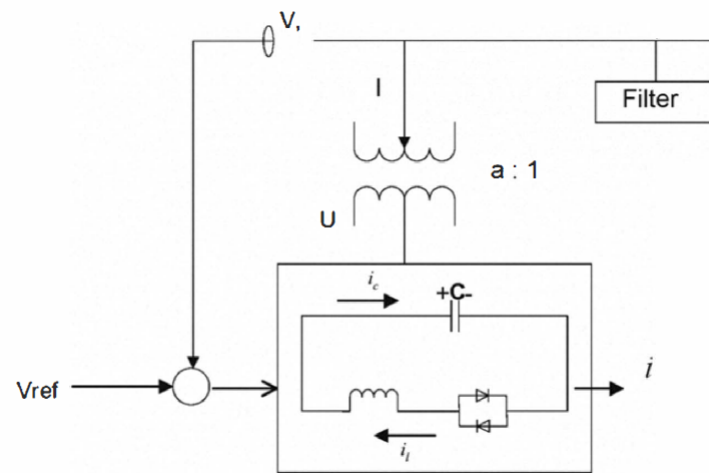 V,
I
Filter
a : 1
U
i_c
+C-
Vref
i
i_l